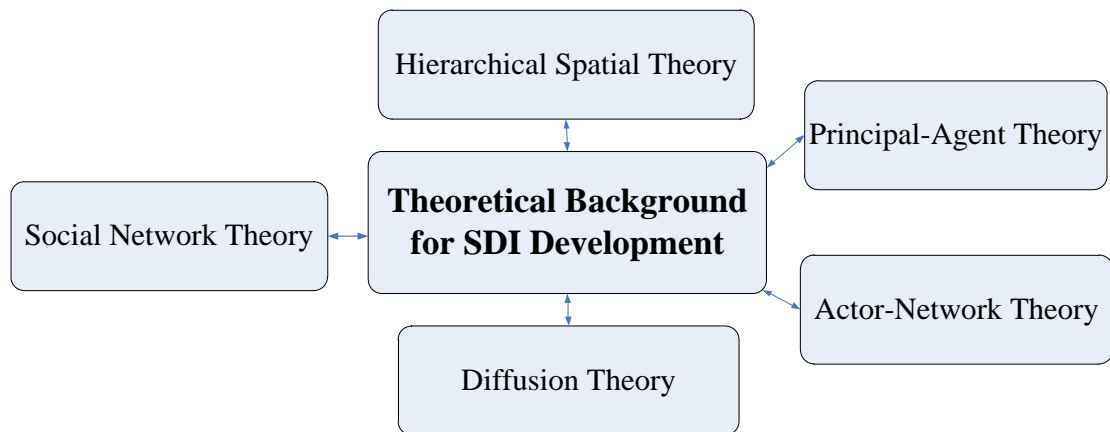 Hierarchical Spatial Theory
Principal-Agent Theory
Theoretical Background
for SDI Development
Social Network Theory
Actor-Network Theory
Diffusion Theory